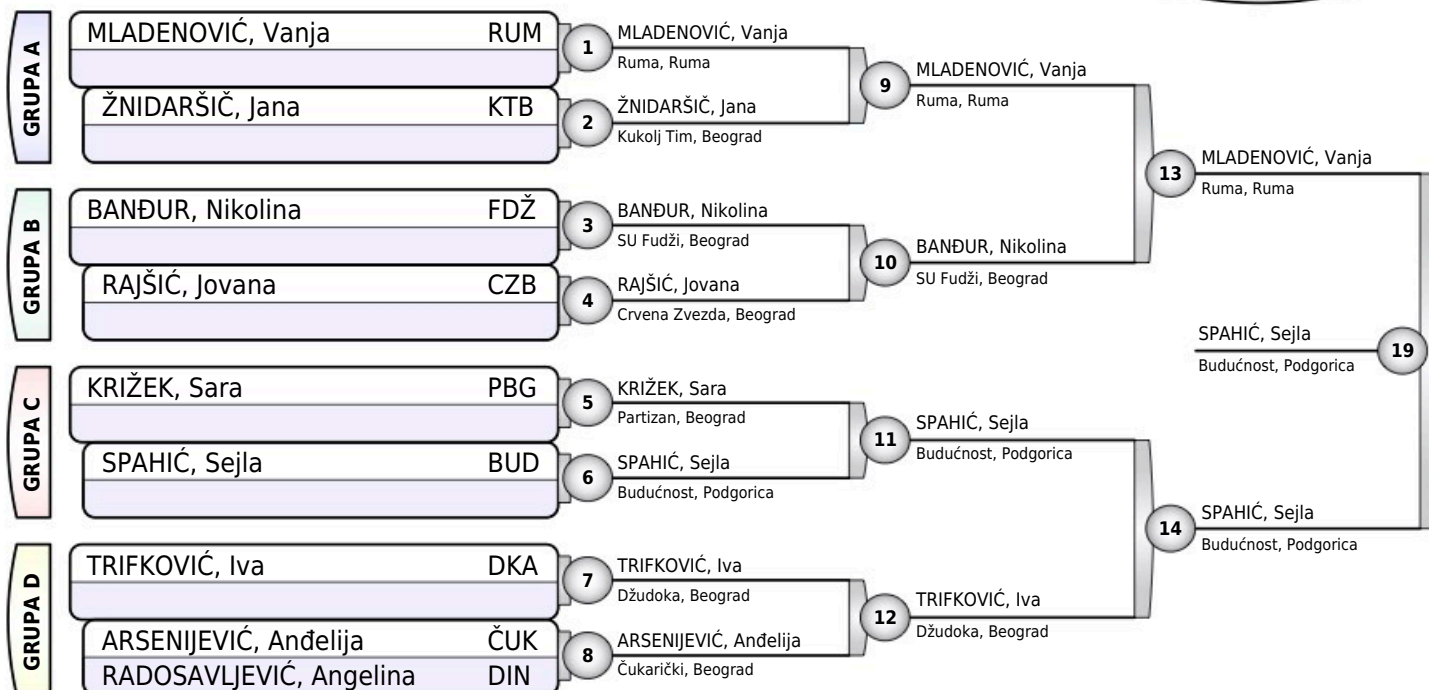 GRUPA A
MLADENOVIĆ, Vanja RUM
ŽNIDARŠIČ, Jana KTB
GRUPA B
BANĐUR, Nikolina FDŽ
RAJŠIĆ, Jovana CZB
GRUPA C
KRIŽEK, Sara PBG
SPAHIĆ, Sejla BUD
GRUPA D
TRIFKOVIĆ, Iva DKA
ARSENIJEVIĆ, Anđelija ČUK
RADOSAVLJEVIĆ, Angelina DIN
1 MLADENOVIĆ, Vanja
Ruma, Ruma
2 ŽNIDARŠIČ, Jana
Kukolj Tim, Beograd
3 BANĐUR, Nikolina
SU Fudži, Beograd
4 RAJŠIĆ, Jovana
Crvena Zvezda, Beograd
5 KRIŽEK, Sara
Partizan, Beograd
6 SPAHIĆ, Sejla
Budućnost, Podgorica
7 TRIFKOVIĆ, Iva
Džudoka, Beograd
8 ARSENIJEVIĆ, Anđelija
Čukarički, Beograd
9 MLADENOVIĆ, Vanja
Ruma, Ruma
10 BANĐUR, Nikolina
SU Fudži, Beograd
11 SPAHIĆ, Sejla
Budućnost, Podgorica
12 TRIFKOVIĆ, Iva
Džudoka, Beograd
13 MLADENOVIĆ, Vanja
Ruma, Ruma
14 SPAHIĆ, Sejla
Budućnost, Podgorica
SPAHIĆ, Sejla 19
Budućnost, Podgorica